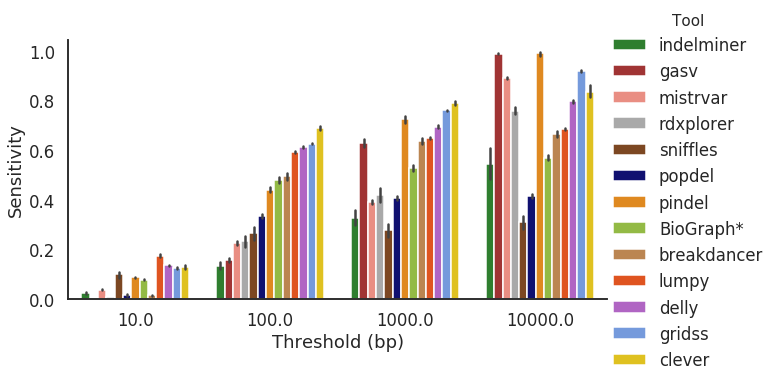 Tool
indelminer
gasv
mistrvar
rdxplorer
sniffles
popdel
pindel
BioGraph*
breakdancer
lumpy
delly
gridss
clever
Sensitivity
1.0
0.8
0.6
0.4
0.2
0.0
10.0 100.0 1000.0 10000.0
Threshold (bp)